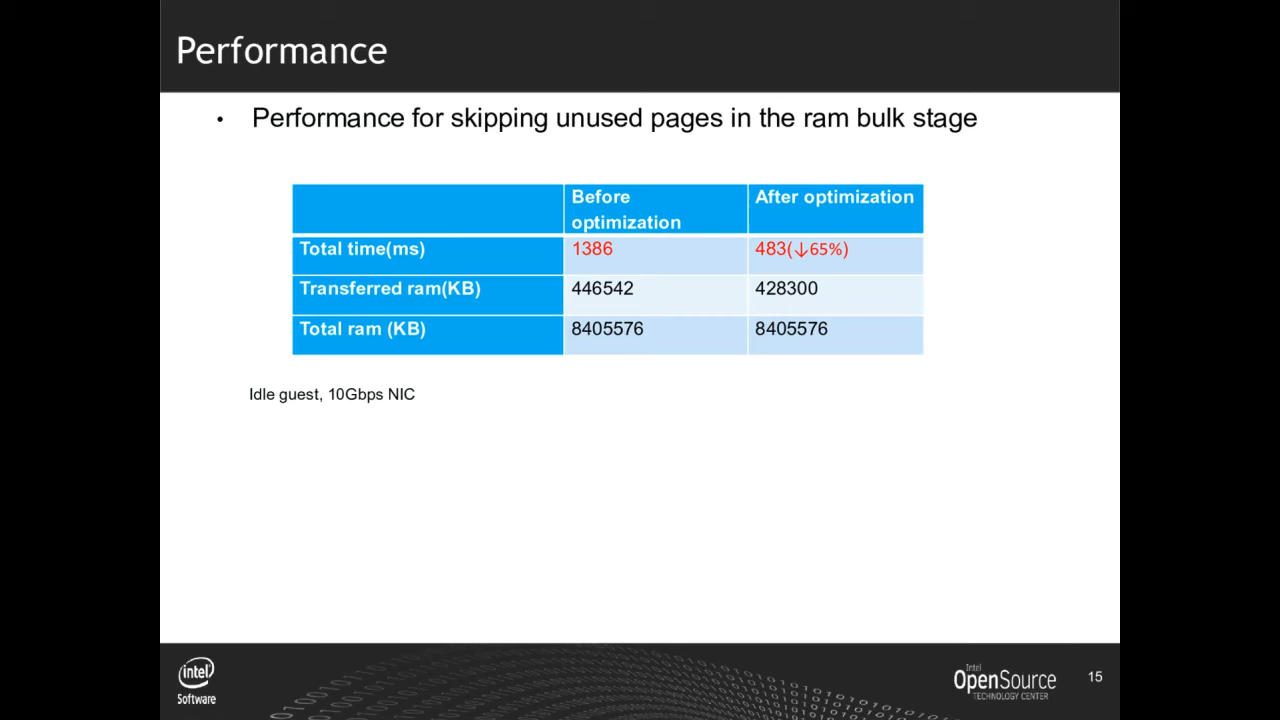 Performance
• Performance for skipping unused pages in the ram bulk stage
Before optimization After optimization
Total time(ms) 1386 483(↓65%)
Transferred ram(KB) 446542 428300
Total ram (KB) 8405576 8405576
Idle guest, 10Gbps NIC
intel
Software
Intel
OpenSource
TECHNOLOGY CENTER
15